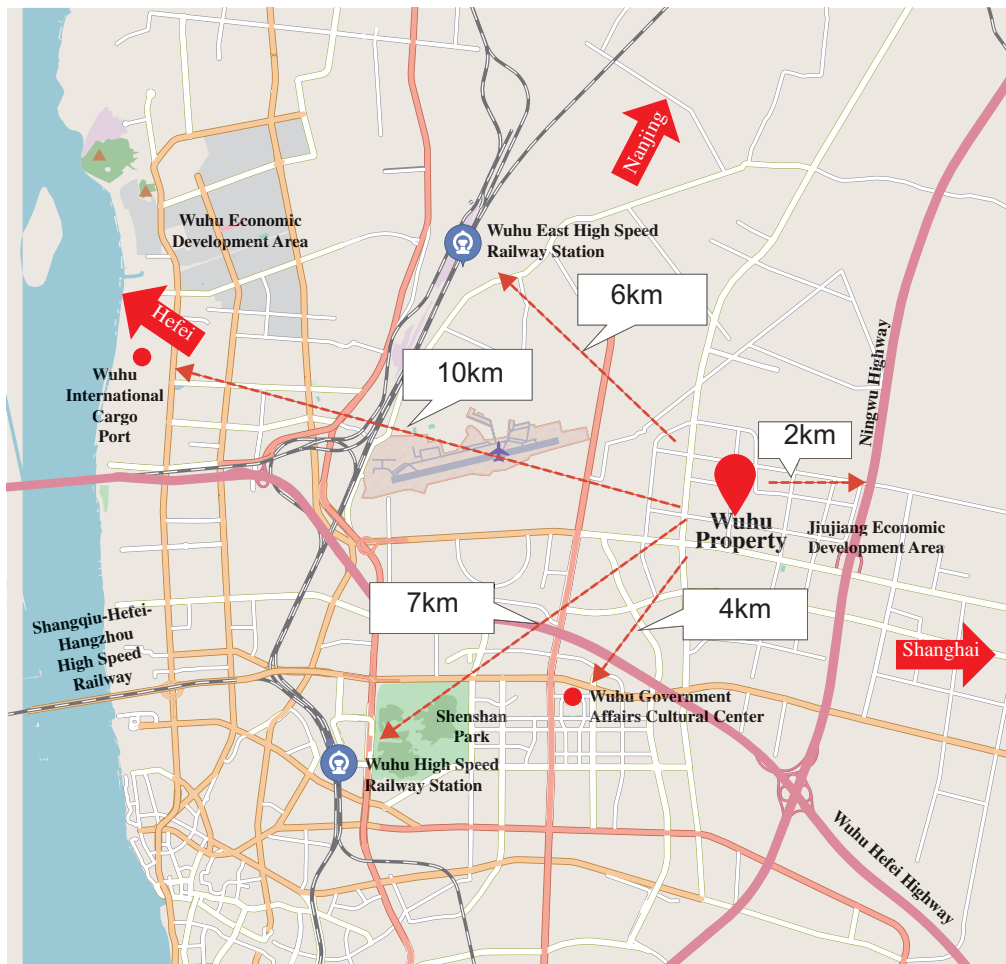 Nanjing
Wuhu Economic
Development Area
Wuhu East High Speed
Railway Station
6km
Hefei
Wuhu
International
Cargo
Port
10km
Ningwu Highway
2km
Wuhu
Property
Jiujiang Economic
Development Area
7km
4km
Shangqiu-Hefei-
Hangzhou
High Speed
Railway
Shanghai
Wuhu Government
Affairs Cultural Center
Shenshan
Park
Wuhu High Speed
Railway Station
Wuhu Hefei Highway